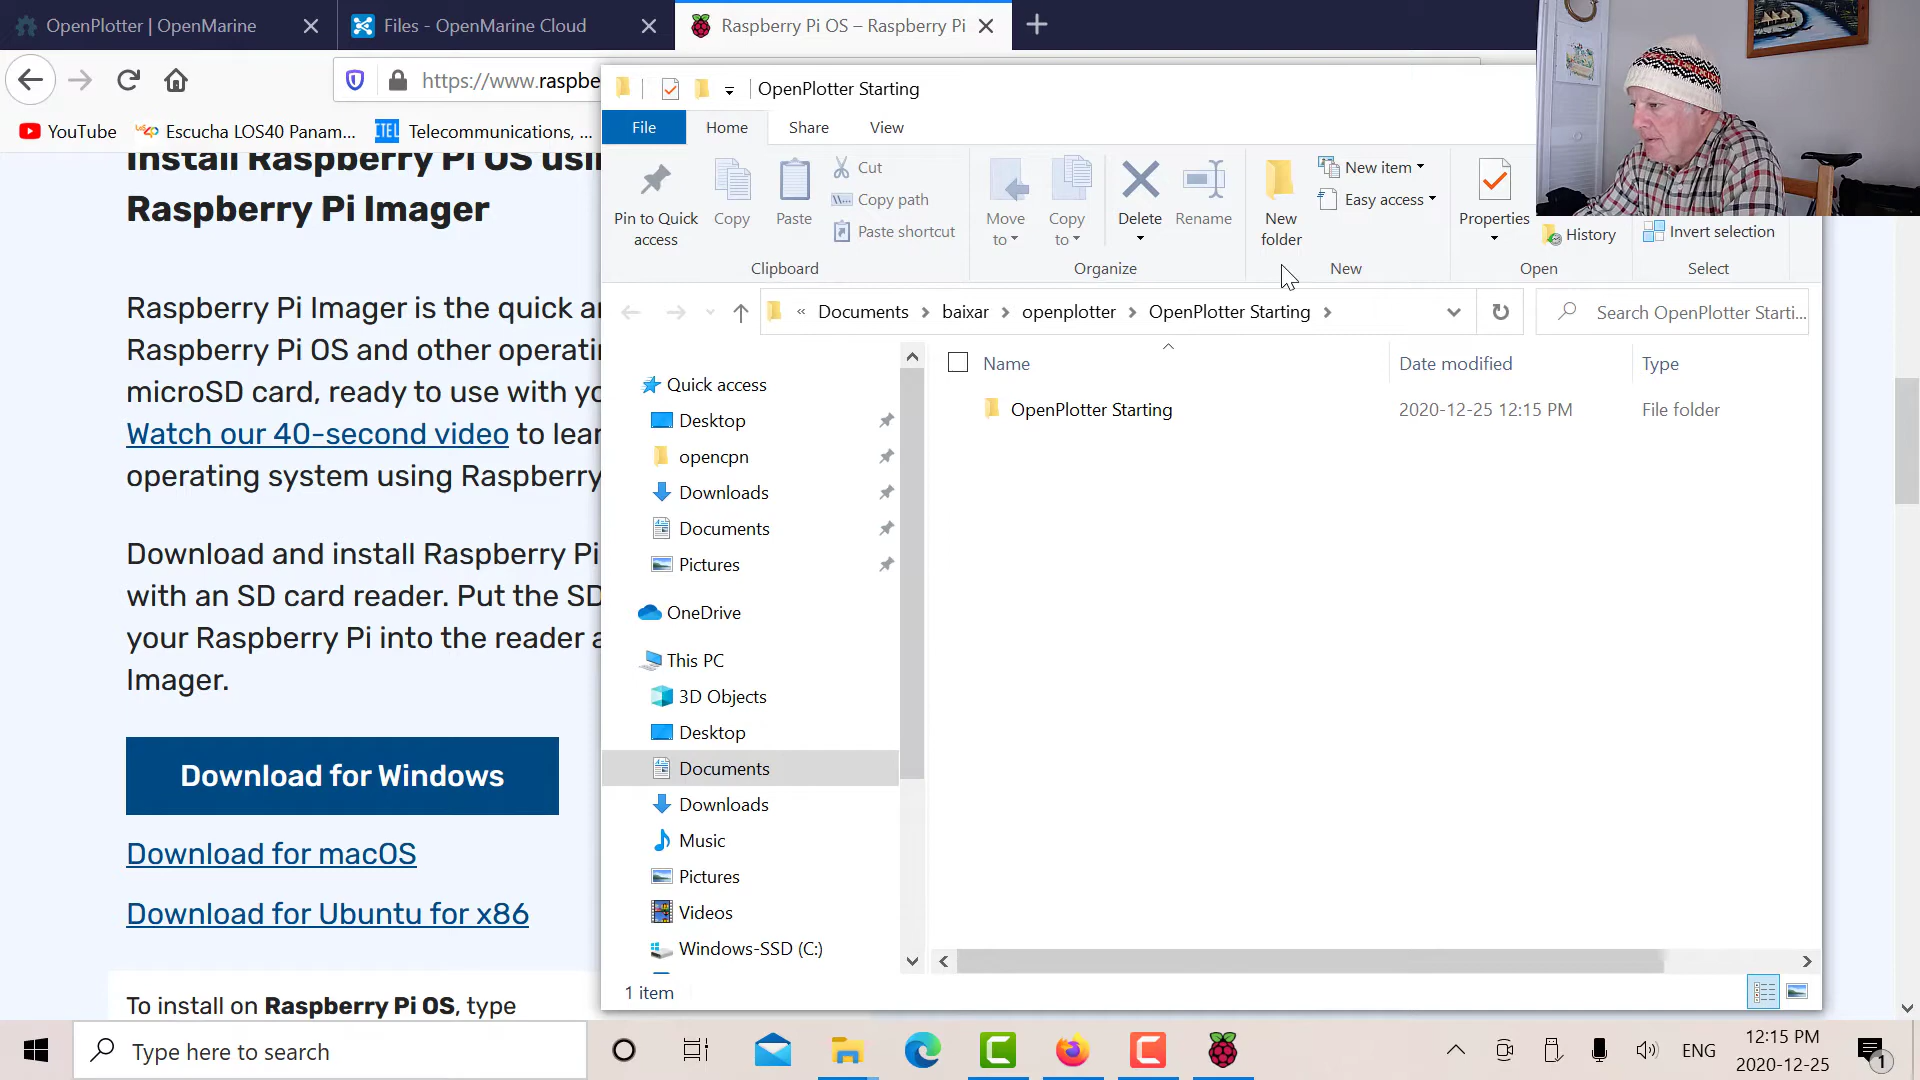 OpenPlotter | OpenMarine
Files - OpenMarine Cloud
Raspberry Pi OS – Raspberry Pi
https://www.raspbe
YouTube
Escucha LOS40 Panam...
CTEL
Telecommunications, ...
Install Raspberry Pi OS usi
Raspberry Pi Imager
Raspberry Pi Imager is the quick a
Raspberry Pi OS and other operati
microSD card, ready to use with yo
Watch our 40-second video to lear
operating system using Raspberry
Download and install Raspberry Pi
with an SD card reader. Put the SD
your Raspberry Pi into the reader a
Imager.
Download for Windows
Download for macOS
Download for Ubuntu for x86
To install on Raspberry Pi OS, type
OpenPlotter Starting
File
Home
Share
View
Pin to Quick
access
Copy
Paste
Cut
Copy path
Paste shortcut
Clipboard
Move
to
Copy
to
Delete
Rename
Organize
New
folder
New item
Easy access
New
Properties
History
Open
Invert selection
Select
« Documents > baixar > openplotter > OpenPlotter Starting >
Search OpenPlotter Starti...
Name
Date modified
Type
OpenPlotter Starting
2020-12-25 12:15 PM
File folder
Quick access
Desktop
opencpn
Downloads
Documents
Pictures
OneDrive
This PC
3D Objects
Desktop
Documents
Downloads
Music
Pictures
Videos
Windows-SSD (C:)
1 item
Type here to search
ENG
12:15 PM
2020-12-25
1